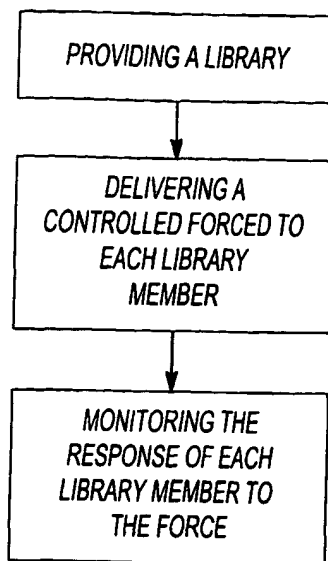 PROVIDING A LIBRARY
DELIVERING A
CONTROLLED FORCED TO
EACH LIBRARY
MEMBER
MONITORING THE
RESPONSE OF EACH
LIBRARY MEMBER TO
THE FORCE